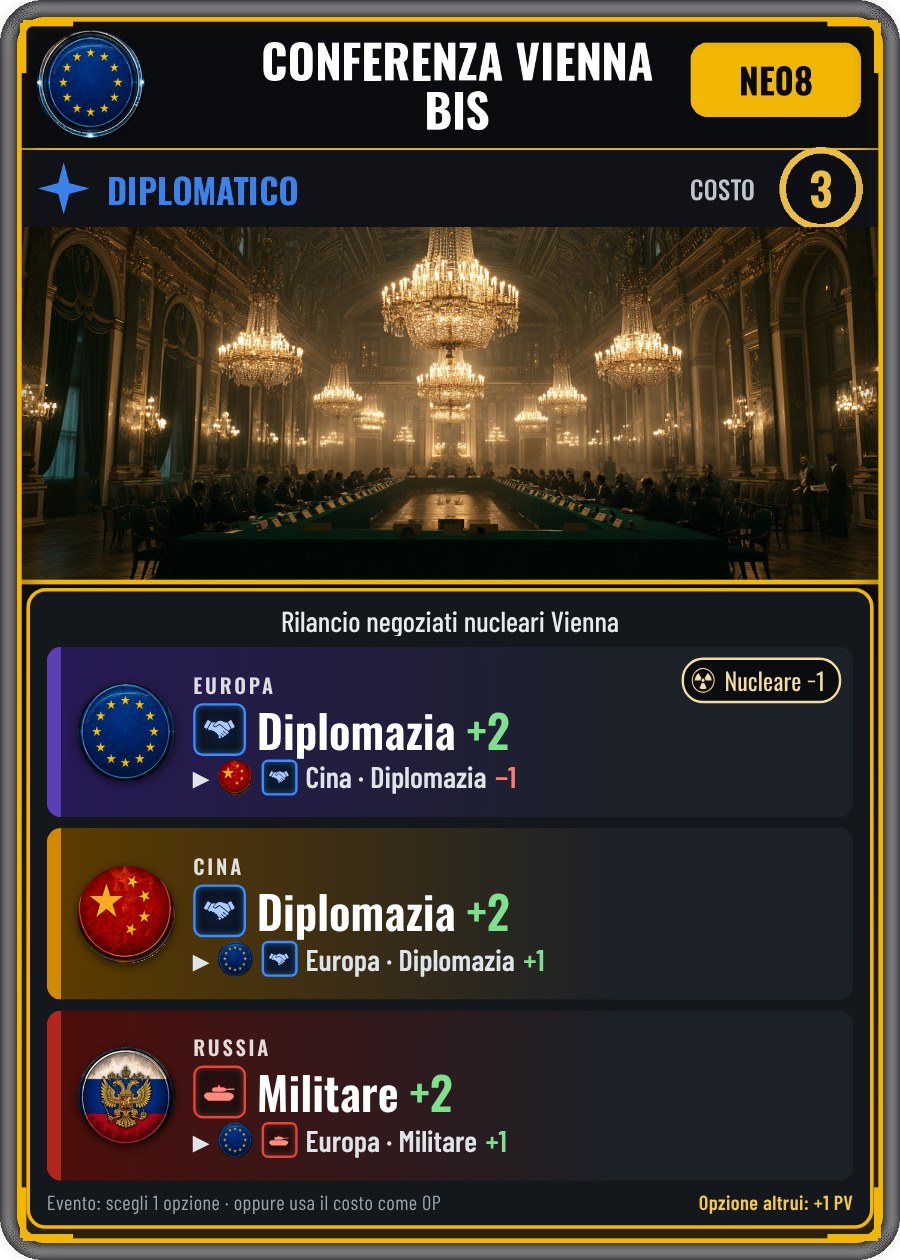 CONFERENZA VIENNA
BIS
NE08
DIPLOMATICO
COSTO
3
Rilancio negoziati nucleari Vienna
EUROPA
Nucleare −1
Diplomazia +2
▶ Cina · Diplomazia −1
CINA
Diplomazia +2
▶ Europa · Diplomazia +1
RUSSIA
Militare +2
▶ Europa · Militare +1
Evento: scegli 1 opzione · oppure usa il costo come OP
Opzione altrui: +1 PV